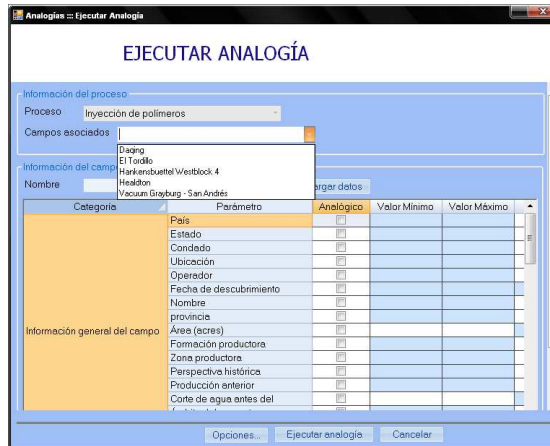 Analogías ::: Ejecutar Analogía
EJECUTAR ANALOGÍA
Información del proceso
Proceso Inyección de polímeros
Campos asociados
Daqing
El Tordillo
Hankensbuettel Westblock 4
Healdton
Vacuum Grayburg - San Andrés
Información del camp
Nombre argar datos
Categoría Parámetro Analógico Valor Mínimo Valor Máximo
Información general del campo
País
Estado
Condado
Ubicación
Operador
Fecha de descubrimiento
Nombre
provincia
Área (acres)
Formación productora
Zona productora
Perspectiva histórica
Producción anterior
Corte de agua antes del
Opciones... Ejecutar analogía Cancelar